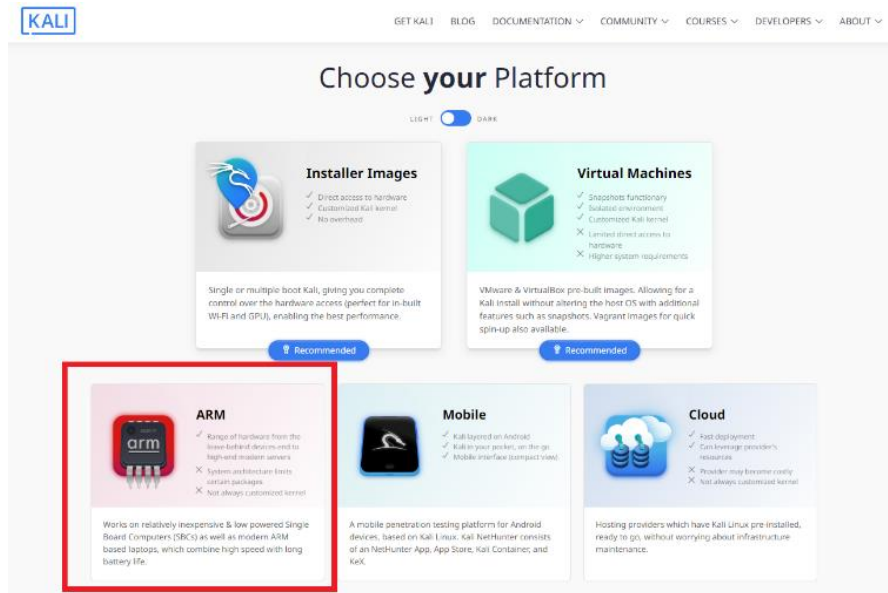 KALI
GET KALI BLOG DOCUMENTATION COMMUNITY COURSES DEVELOPERS ABOUT
Choose your Platform
LIGHT DARK
Installer Images
Direct access to hardware
Customized Kali kernel
No overhead
Single or multiple boot Kali, giving you complete
control over the hardware access (perfect for in-built
Wi-Fi and GPU), enabling the best performance.
Recommended
Virtual Machines
Snapshots functionary
Isolated environment
Customized Kali kernel
Limited direct access to
hardware
Higher system requirements
VMware & VirtualBox pre-built images. Allowing for a
Kali install without altering the host OS with additional
features such as snapshots. Vagrant images for quick
spin-up also available.
Recommended
arm
ARM
Range of hardware from the
leave-behind devices end to
high-end modern servers
System architecture limits
certain packages
Not always customized kernel
Works on relatively inexpensive & low powered Single
Board Computers (SBCs) as well as modern ARM
based laptops, which combine high speed with long
battery life.
Mobile
Kali layered on Android
Kali in your pocket, on the go
Mobile interface (compact view)
A mobile penetration testing platform for Android
devices, based on Kali Linux. Kali NetHunter consists
of an NetHunter App, App Store, Kali Container, and
KeX.
Cloud
Fast deployment
Can leverage provider's
resources
Provider may become costly
Not always customized kernel
Hosting providers which have Kali Linux pre-installed,
ready to go, without worrying about infrastructure
maintenance.